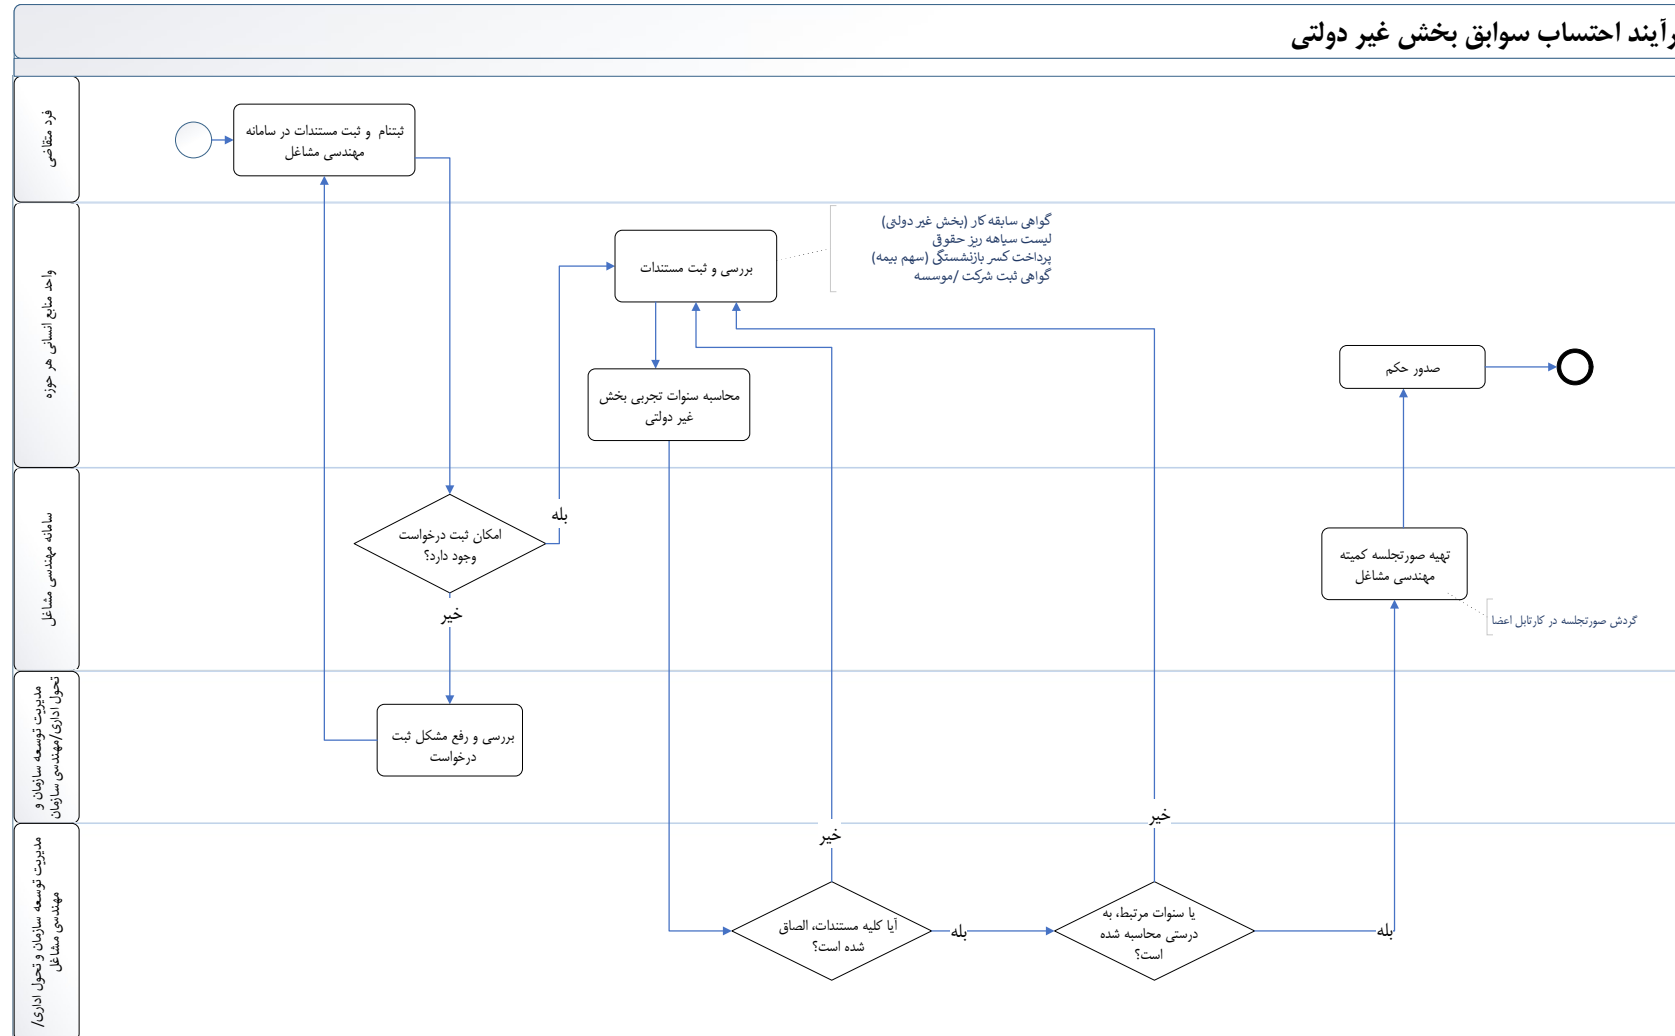 رآیند احتساب سوابق بخش غیر دولتی
فرد متقاضی
ثبتنام و ثبت مستندات در سامانه
مهندسی مشاغل
واحد منابع انسانی هر حوزه
بررسی و ثبت مستندات
گواهی سابقه کار (بخش غیر دولتی)
لیست سیاهه ریز حقوقی
پرداخت کسر بازنشستگی (سهم بیمه)
گواهی ثبت شرکت /موسسه
محاسبه سنوات تجربی بخش
غیر دولتی
صدور حکم
سامانه مهندسی مشاغل
امکان ثبت درخواست
وجود دارد؟
بله
خیر
تهیه صورتجلسه کمیته
مهندسی مشاغل
گردش صورتجلسه در کارتابل اعضا
مدیریت توسعه سازمان و
تحول اداری/مهندسی سازمان
بررسی و رفع مشکل ثبت
درخواست
مدیریت توسعه سازمان و تحول اداری/
مهندسی مشاغل
خیر
آیا کلیه مستندات، الصاق
شده است؟
بله
خیر
یا سنوات مرتبط، به
درستی محاسبه شده
است؟
بله